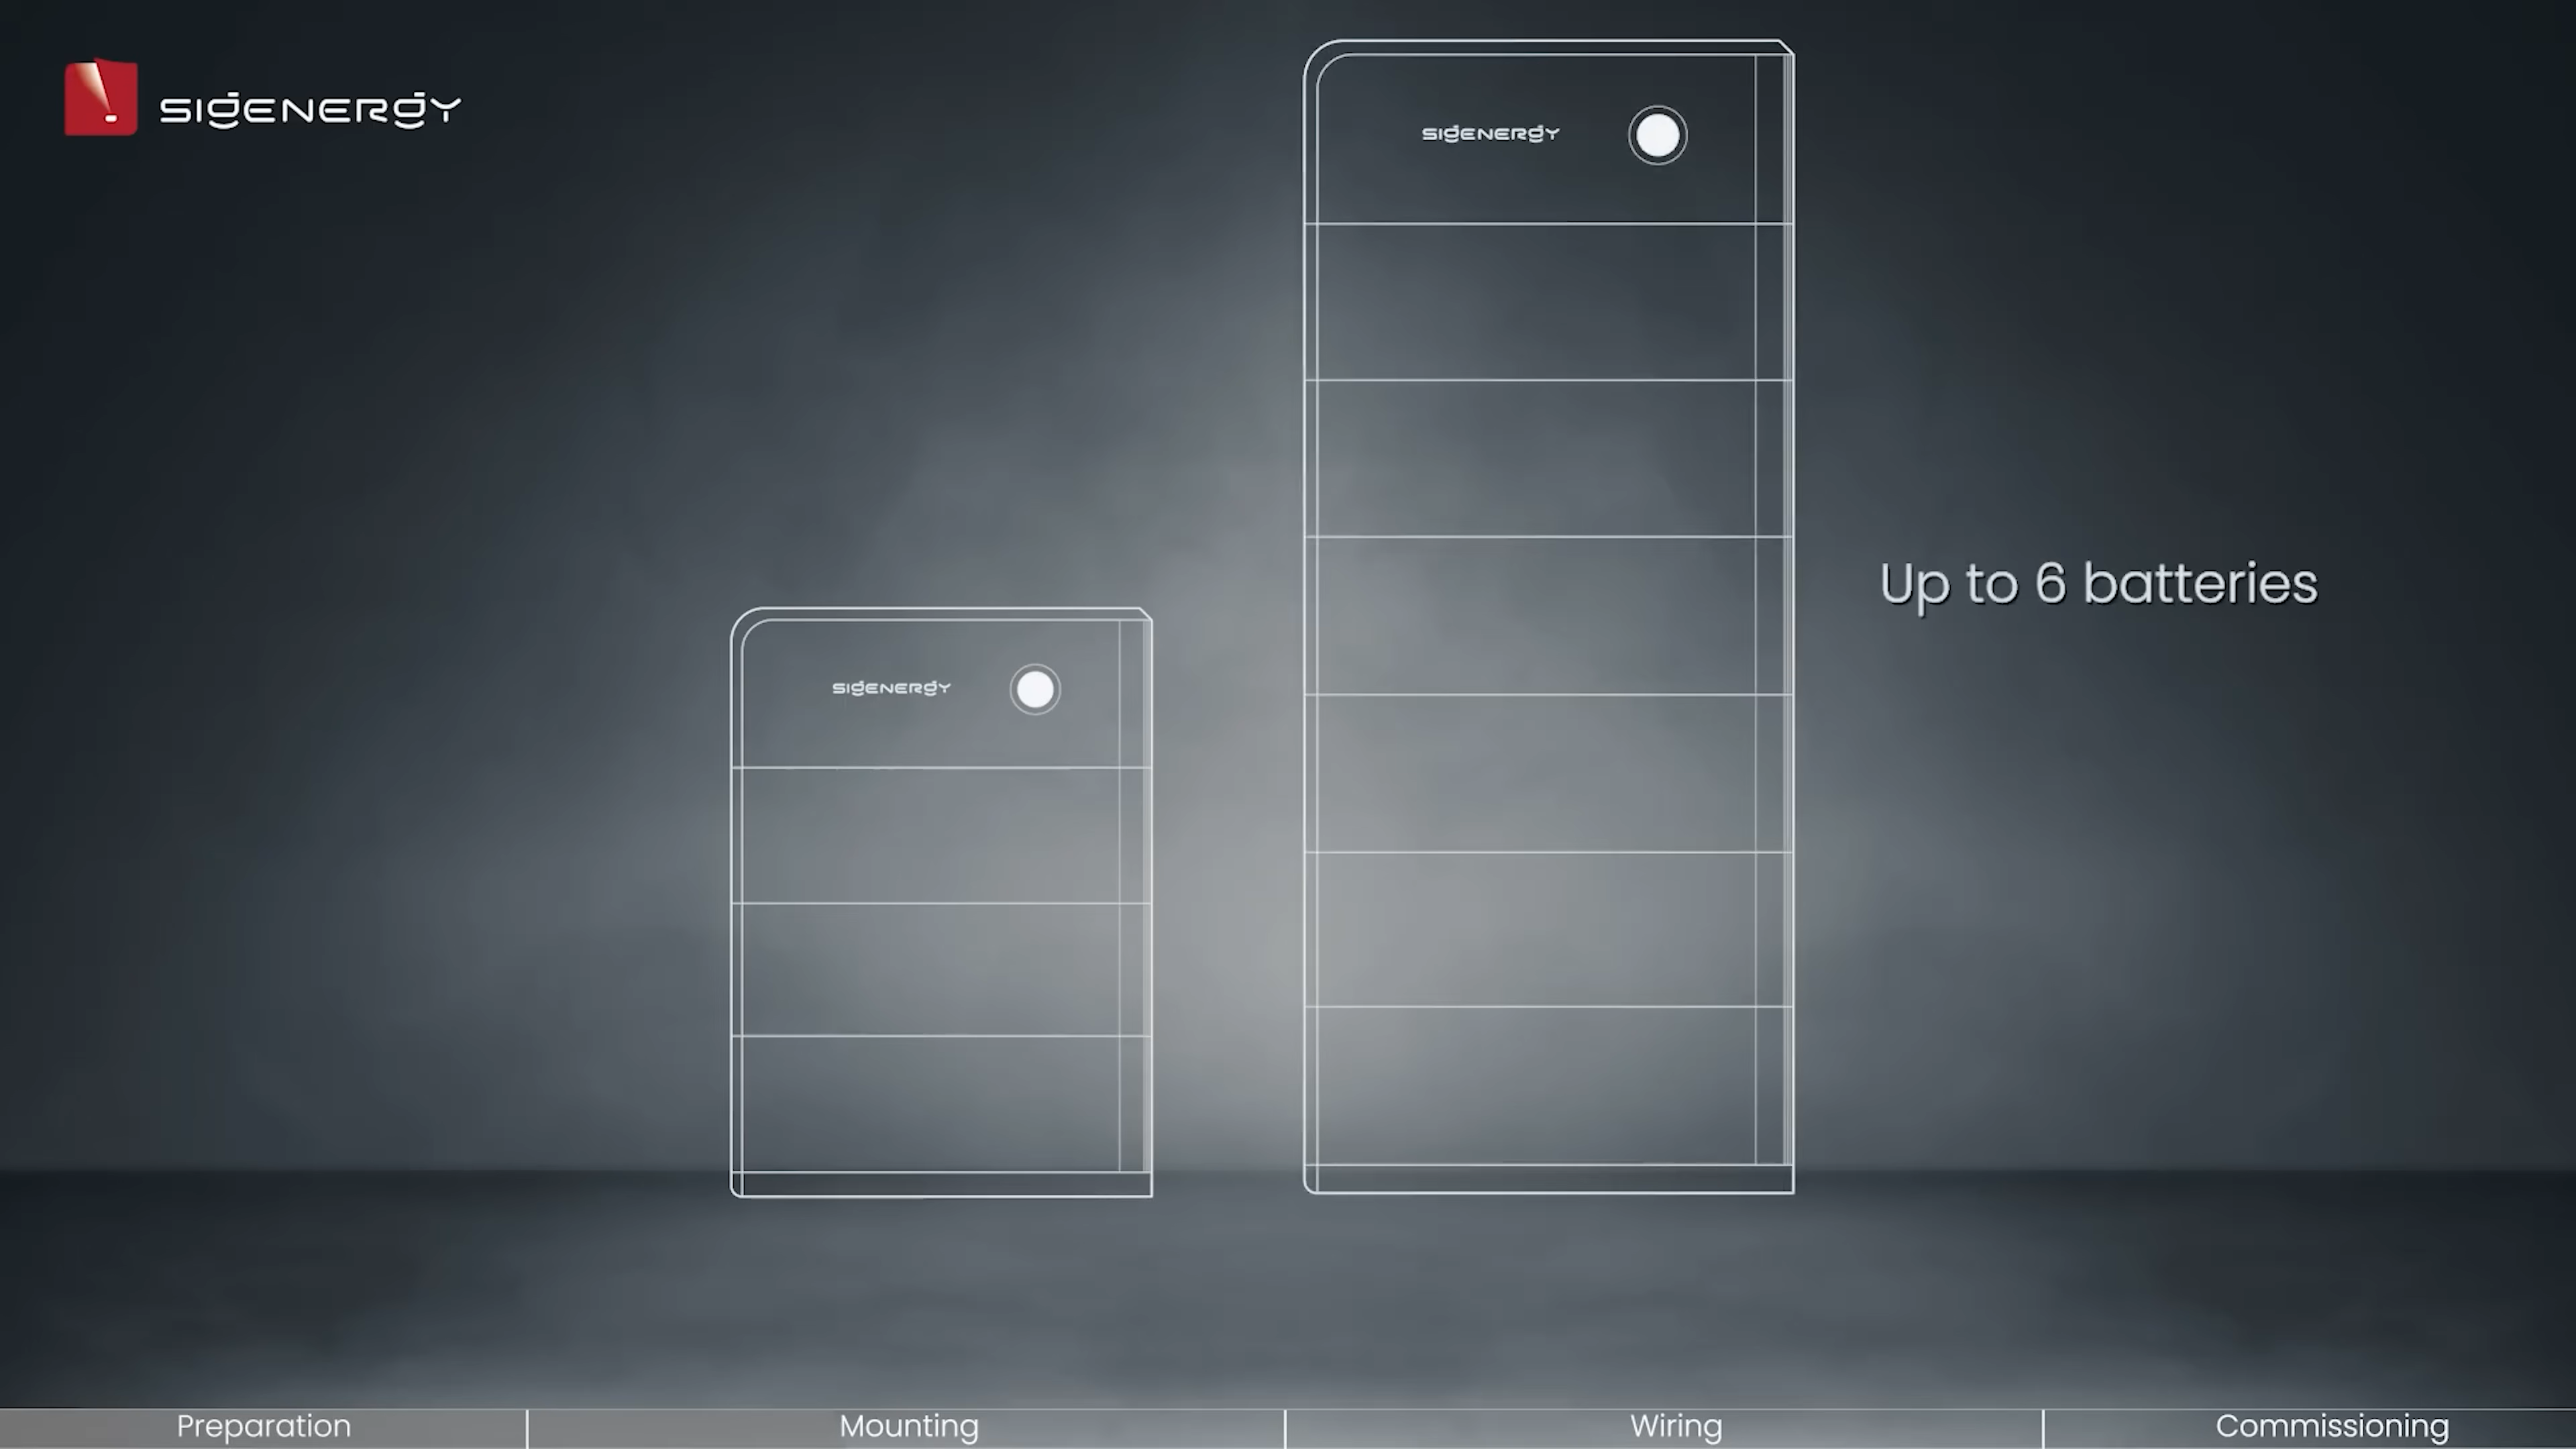 SIGENERGY
SIGENERGY
Up to 6 batteries
SIGENERGY
Preparation
Mounting
Wiring
Commissioning